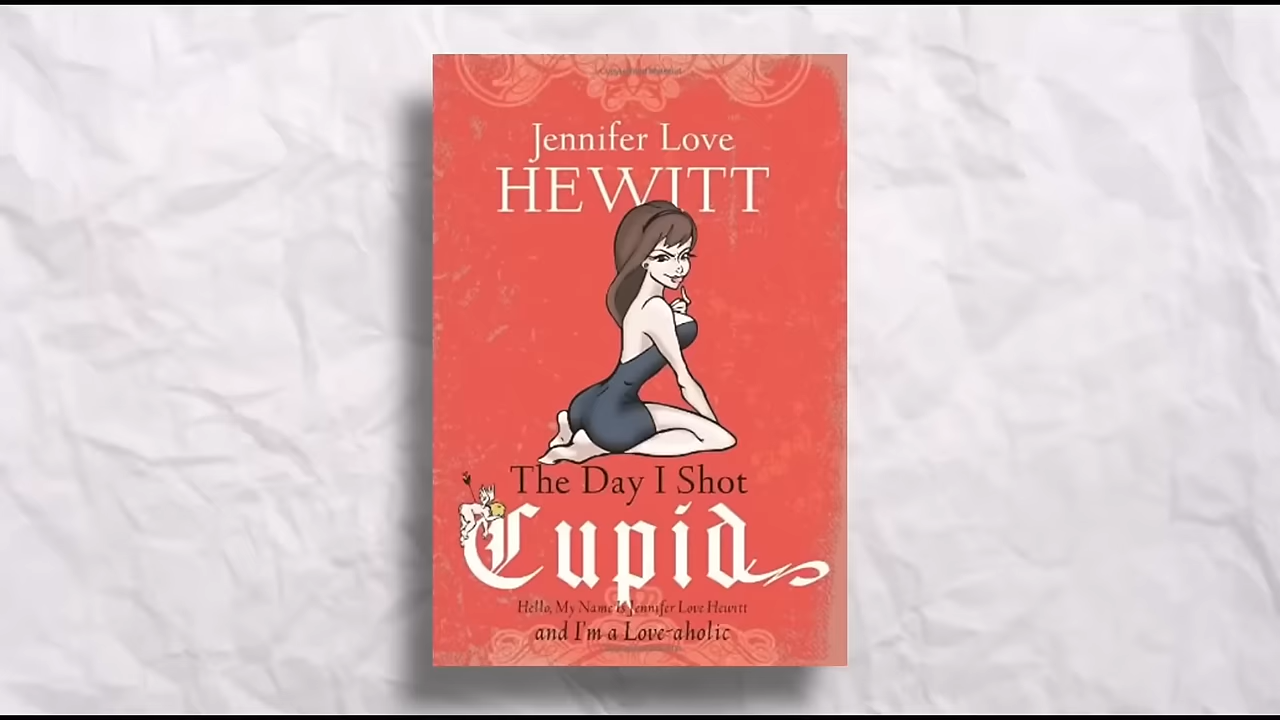 Jennifer Love
HEWITT
The Day I Shot
Cupid
Hello, My Name is Jennifer Love Hewitt
and I'm a Love-aholic